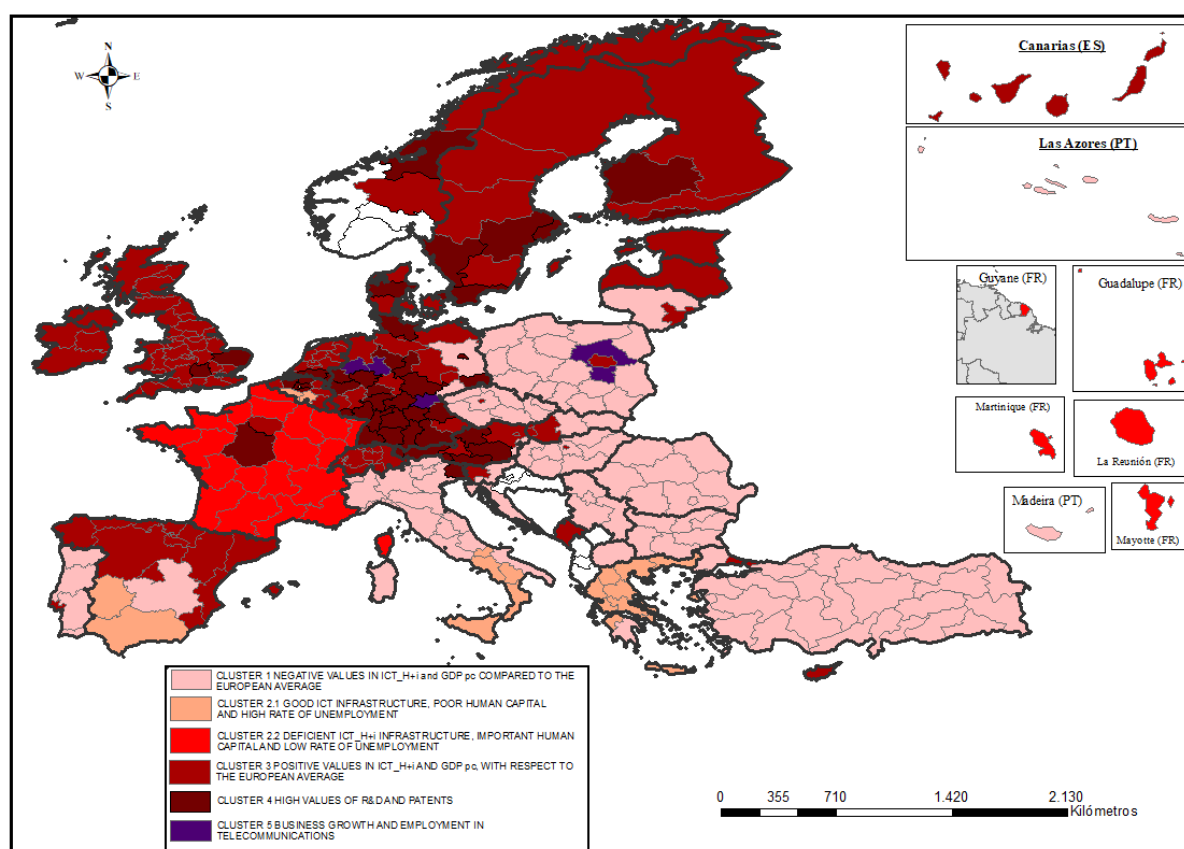 N
W E
S
Canarias (ES)
Las Azores (PT)
Guyane (FR)
Guadalupe (FR)
Martinique (FR)
La Reunión (FR)
Madeira (PT)
Mayotte (FR)
CLUSTER 1 NEGATIVE VALUES IN ICT_H+i and GDP pc COMPARED TO THE
EUROPEAN AVERAGE
CLUSTER 2.1 GOOD ICT INFRASTRUCTURE, POOR HUMAN CAPITAL
AND HIGH RATE OF UNEMPLOYMENT
CLUSTER 2.2 DEFICIENT ICT_H+i INFRASTRUCTURE, IMPORTANT HUMAN
CAPITAL AND LOW RATE OF UNEMPLOYMENT
CLUSTER 3 POSITIVE VALUES IN ICT_H+i AND GDP pc, WITH RESPECT TO
THE EUROPEAN AVERAGE
CLUSTER 4 HIGH VALUES OF R&DAND PATENTS
CLUSTER 5 BUSINESS GROWTH AND EMPLOYMENT IN
TELECOMMUNICATIONS
0 355 710 1.420 2.130
Kilómetros